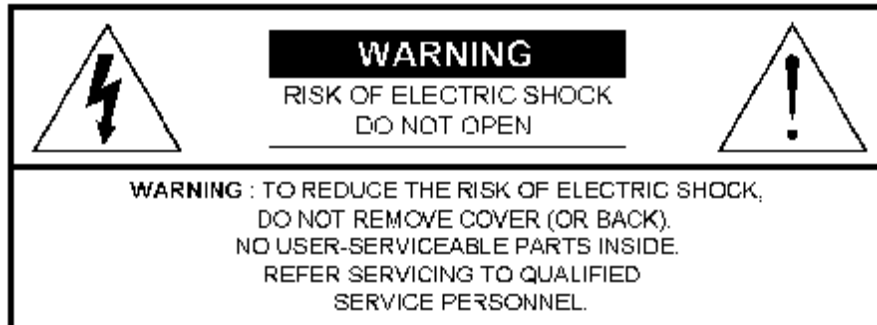 WARNING
RISK OF ELECTRIC SHOCK
DO NOT OPEN
WARNING : TO REDUCE THE RISK OF ELECTRIC SHOCK,
DO NOT REMOVE COVER (OR BACK).
NO USER-SERVICEABLE PARTS INSIDE.
REFER SERVICING TO QUALIFIED
SERVICE PERSONNEL.